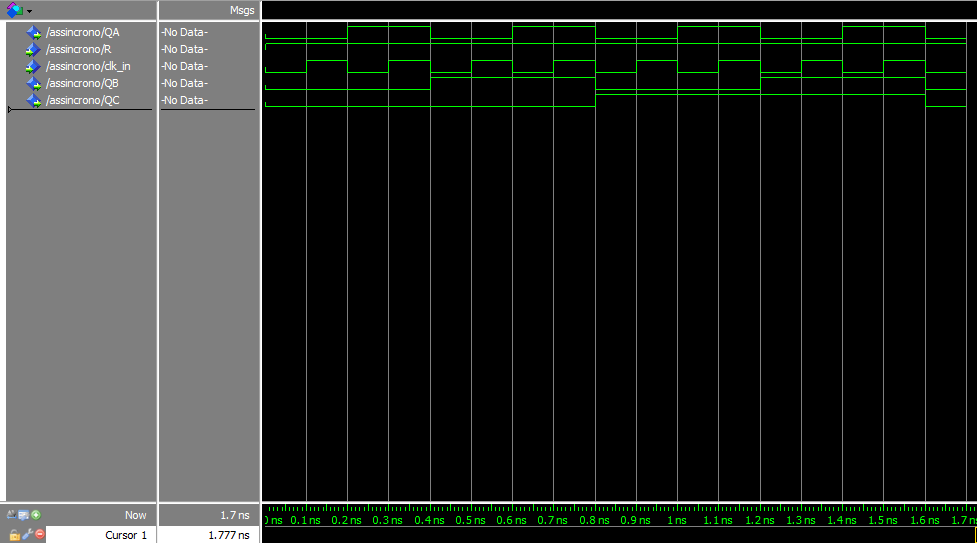 Msgs
/assincrono/QA -No Data-
/assincrono/R -No Data-
/assincrono/clk_in -No Data-
/assincrono/QB -No Data-
/assincrono/QC -No Data-
Now 1.7 ns
ns 0.1 ns 0.2 ns 0.3 ns 0.4 ns 0.5 ns 0.6 ns 0.7 ns 0.8 ns 0.9 ns 1 ns 1.1 ns 1.2 ns 1.3 ns 1.4 ns 1.5 ns 1.6 ns 1.7 n
Cursor 1 1.777 ns